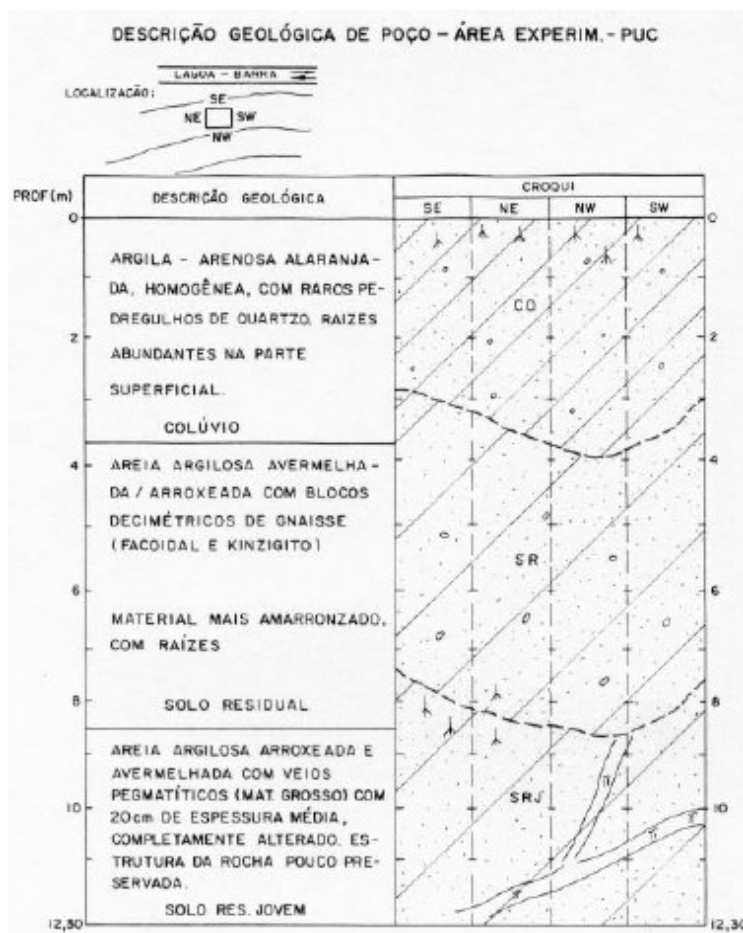 DESCRIÇÃO GEOLÓGICA DE POÇO - ÁREA EXPERIM. - PUC
LAGOA - BARRA
LOCALIZAÇÃO:
SE
NE SW
NW
PROF (m)
DESCRIÇÃO GEOLÓGICA
CROQUI
SE NE NW SW
0 0
ARGILA - ARENOSA ALARANJA-
DA, HOMOGÊNEA, COM RAROS PE-
DREGULHOS DE QUARTZO. RAIZES
ABUNDANTES NA PARTE
SUPERFICIAL.
COLÚVIO
CO
2 2
4 4
AREIA ARGILOSA AVERMELHA-
DA / ARROXEADA COM BLOCOS
DECIMÉTRICOS DE GNAISSE
(FACOIDAL E KINZIGITO)
SR
6 6
MATERIAL MAIS AMARRONZADO,
COM RAÍZES
SOLO RESIDUAL
8 8
AREIA ARGILOSA ARROXEADA E
AVERMELHADA COM VEIOS
PEGMATÍTICOS (MAT. GROSSO) COM
20cm DE ESPESSURA MÉDIA,
COMPLETAMENTE ALTERADO. ES-
TRUTURA DA ROCHA POUCO PRE-
SERVADA.
SOLO RES. JOVEM
SRJ
10 10
12,30 12,30